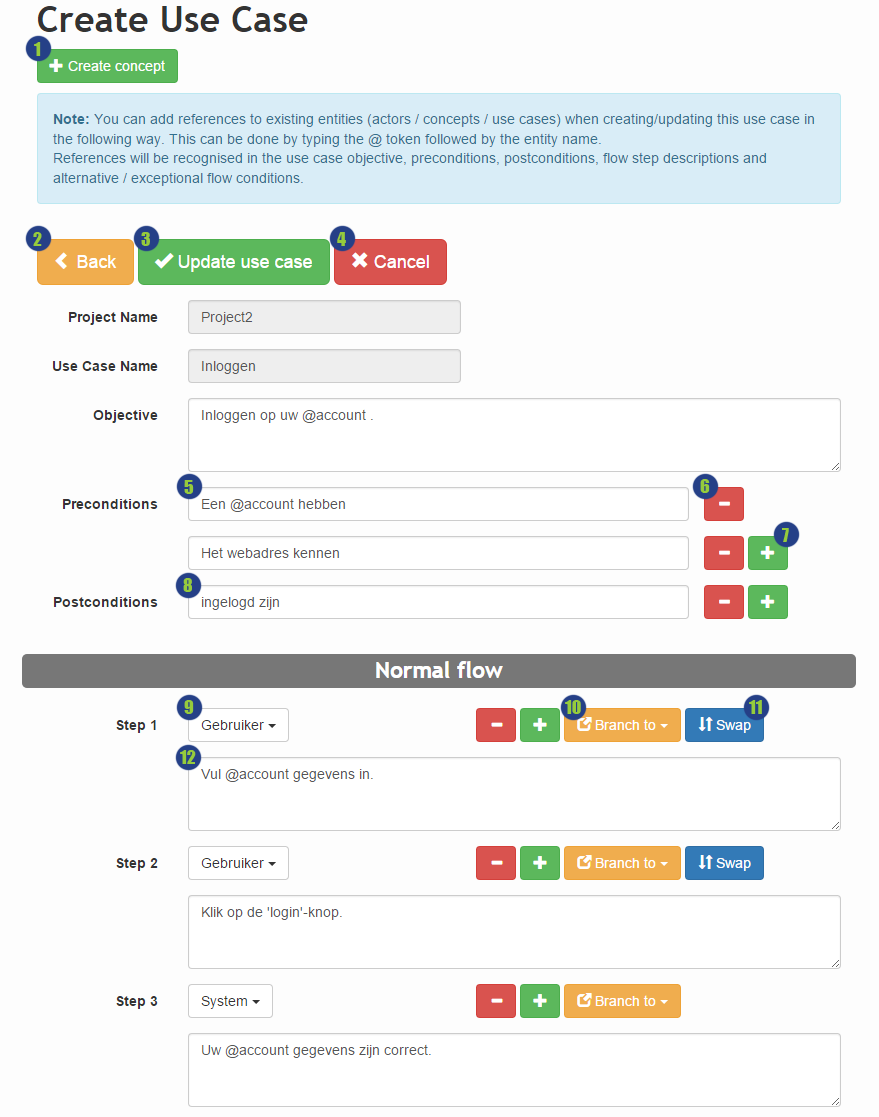 Create Use Case
1
Create concept
Note: You can add references to existing entities (actors / concepts / use cases) when creating/updating this use case in
the following way. This can be done by typing the @ token followed by the entity name.
References will be recognised in the use case objective, preconditions, postconditions, flow step descriptions and
alternative / exceptional flow conditions.
2 3 4
Back Update use case Cancel
Project Name Project2
Use Case Name Inloggen
Objective Inloggen op uw @account .
5 6
Preconditions Een @account hebben
7
Het webadres kennen
8
Postconditions ingelogd zijn
Normal flow
9 10 11
Step 1 Gebruiker Branch to Swap
12
Vul @account gegevens in.
Step 2 Gebruiker Branch to Swap
Klik op de 'login'-knop.
Step 3 System Branch to
Uw @account gegevens zijn correct.